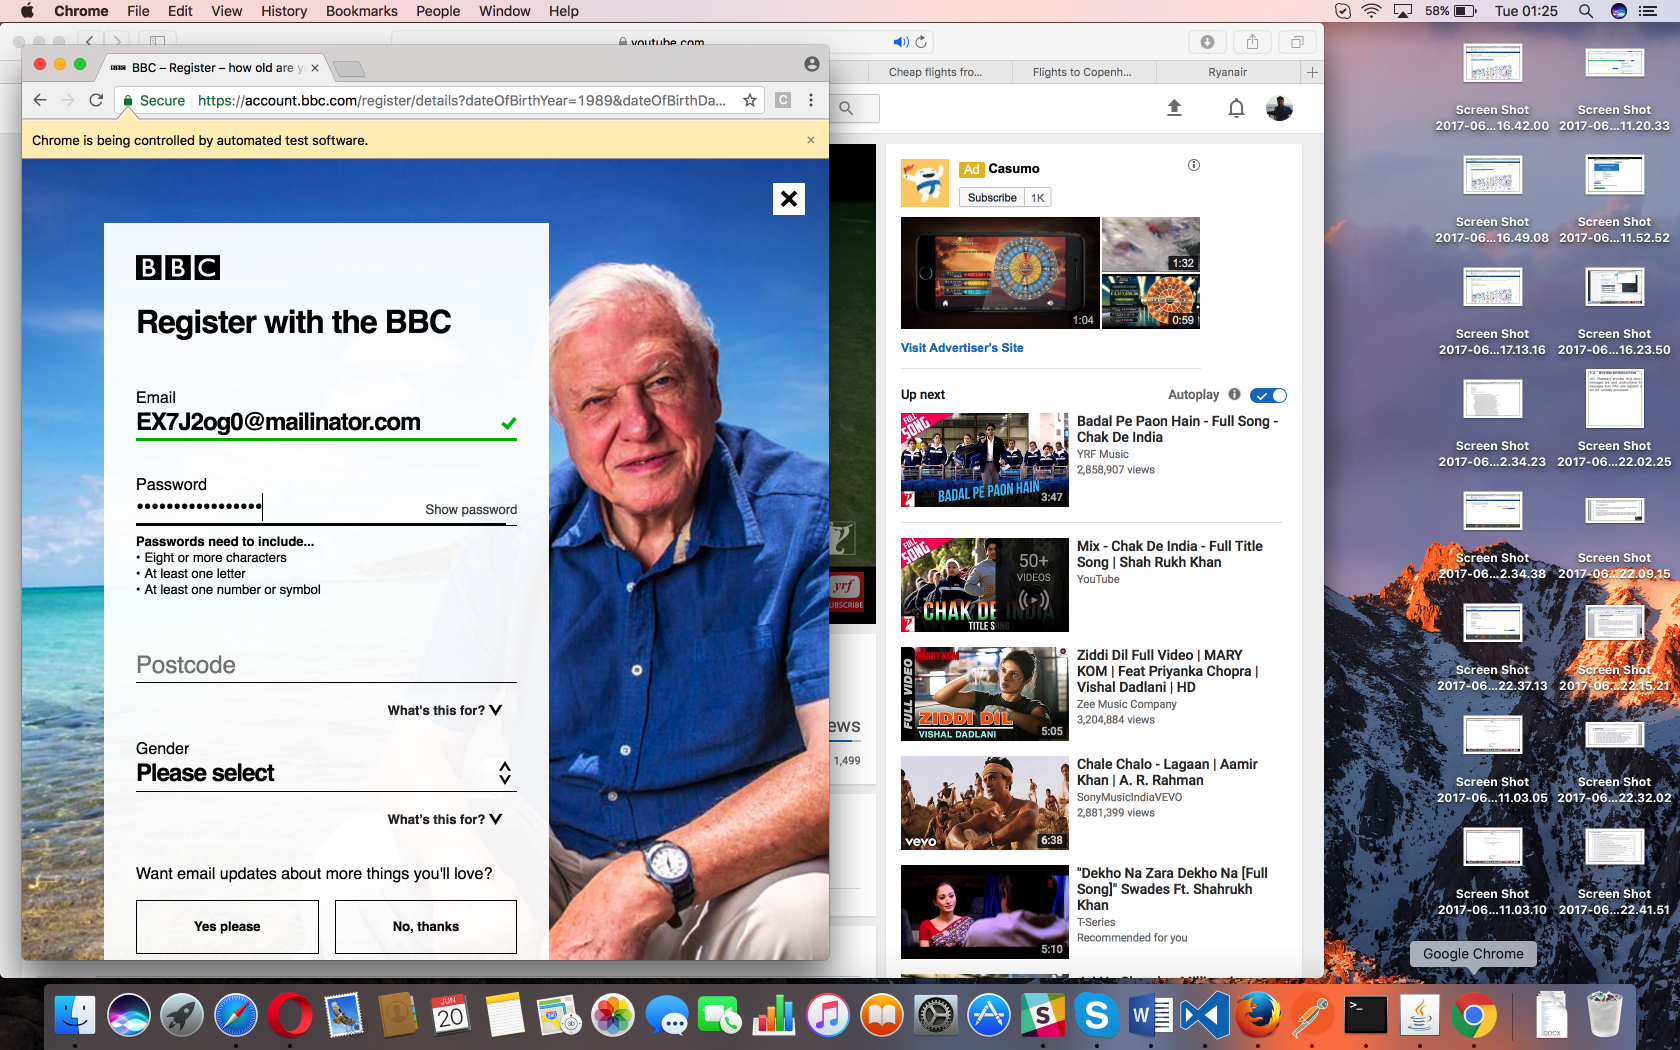 Chrome File Edit View History Bookmarks People Window Help
58% Tue 01:25
youtube.com
Cheap flights fro... Flights to Copenh... Ryanair
BBC – Register – how old are y
Secure https://account.bbc.com/register/details?dateOfBirthYear=1989&dateOfBirthDa...
Chrome is being controlled by automated test software.
BBC
Register with the BBC
Email
EX7J2og0@mailinator.com
Password
•••••••••••••••••
Show password
Passwords need to include...
• Eight or more characters
• At least one letter
• At least one number or symbol
Postcode
What's this for?
Gender
Please select
What's this for?
Want email updates about more things you'll love?
Yes please
No, thanks
yrf
UBSCRIBE
ews
1,499
Ad Casumo
Subscribe 1K
1:04
1:32
0:59
Visit Advertiser's Site
Up next
Autoplay
FULL SONG
BADAL PE PAON HAIN
3:47
Badal Pe Paon Hain - Full Song -
Chak De India
YRF Music
2,858,907 views
FULL SONG
CHAK DE INDIA
TITLE SONG
50+
VIDEOS
Mix - Chak De India - Full Title
Song | Shah Rukh Khan
YouTube
FULL VIDEO
MARY KOM
ZIDDI DIL
VISHAL DADLANI
5:05
Ziddi Dil Full Video | MARY
KOM | Feat Priyanka Chopra |
Vishal Dadlani | HD
Zee Music Company
3,204,884 views
vevo
6:38
Chale Chalo - Lagaan | Aamir
Khan | A. R. Rahman
SonyMusicIndiaVEVO
2,881,399 views
5:10
"Dekho Na Zara Dekho Na [Full
Song]" Swades Ft. Shahrukh
Khan
T-Series
Recommended for you
Screen Shot
2017-06...16.42.00
Screen Shot
2017-06...11.20.33
Screen Shot
2017-06...16.49.08
Screen Shot
2017-06...11.52.52
Screen Shot
2017-06...17.13.16
Screen Shot
2017-06...16.23.50
Screen Shot
2017-06...2.34.23
Screen Shot
2017-06...22.02.25
Screen Shot
2017-06...2.34.38
Screen Shot
2017-06...22.09.15
Screen Shot
2017-06...22.37.13
Screen Shot
2017-06...22.15.21
Screen Shot
2017-06...11.03.05
Screen Shot
2017-06...22.32.02
Screen Shot
2017-06...11.03.10
Screen Shot
2017-06...22.41.51
Google Chrome
JUN
20
3D
DOCX